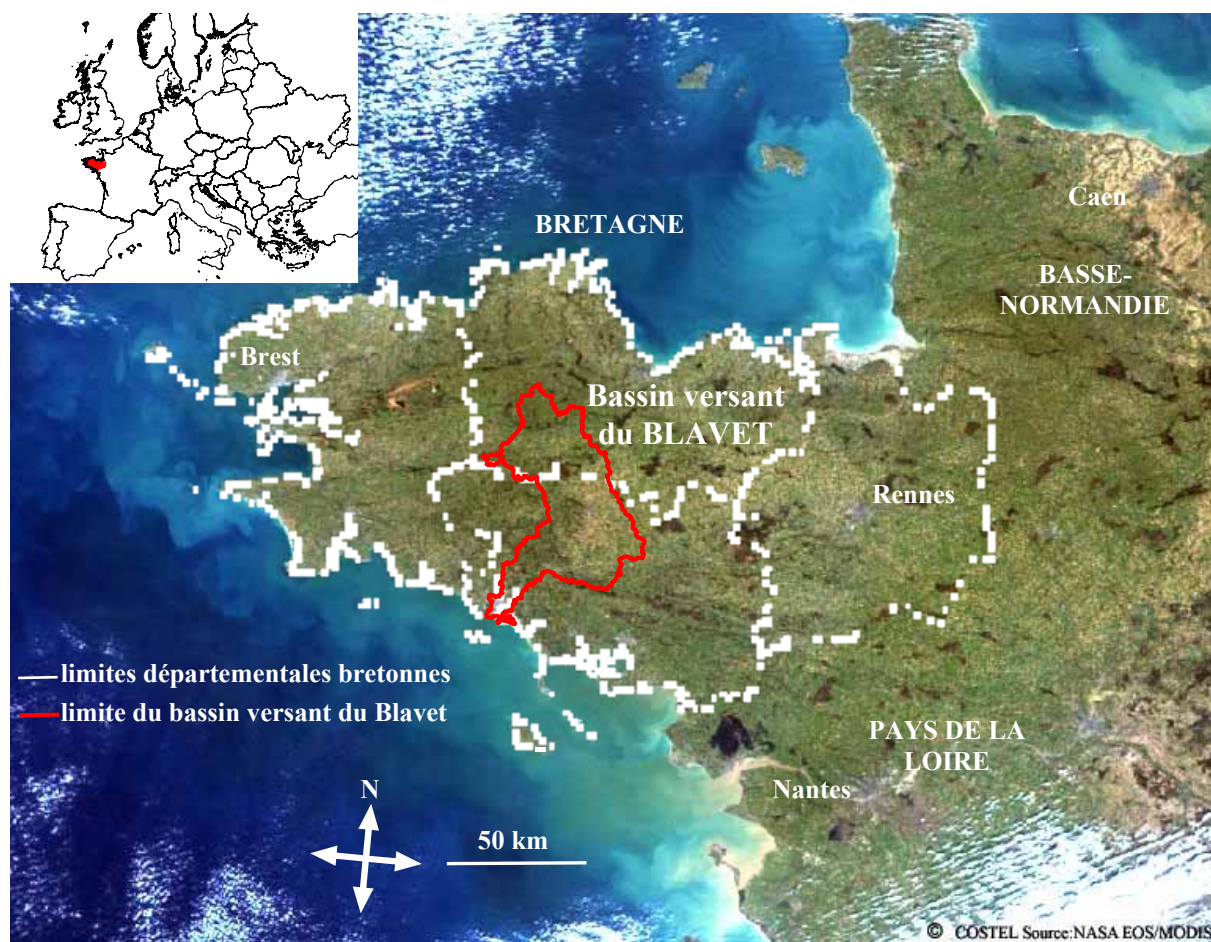 BRETAGNE
Caen
BASSE-
NORMANDIE
Brest
Bassin versant
du BLAVET
Rennes
limites départementales bretonnes
limite du bassin versant du Blavet
PAYS DE LA
LOIRE
Nantes
N
50 km
© COSTEL Source:NASA EOS/MODIS